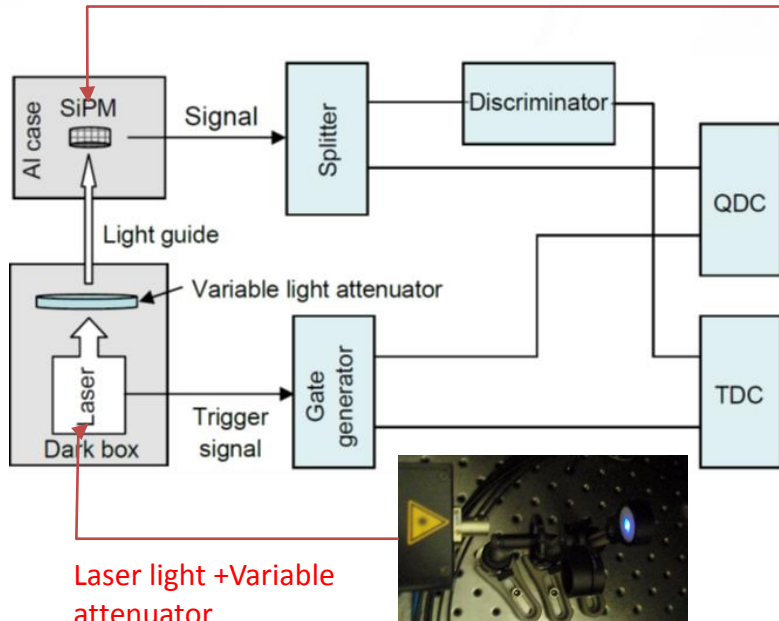 SiPM
Al case
Signal
Splitter
Discriminator
QDC
Light guide
Variable light attenuator
Laser
Dark box
Trigger
signal
Gate
generator
TDC
Laser light +Variable
attenuator